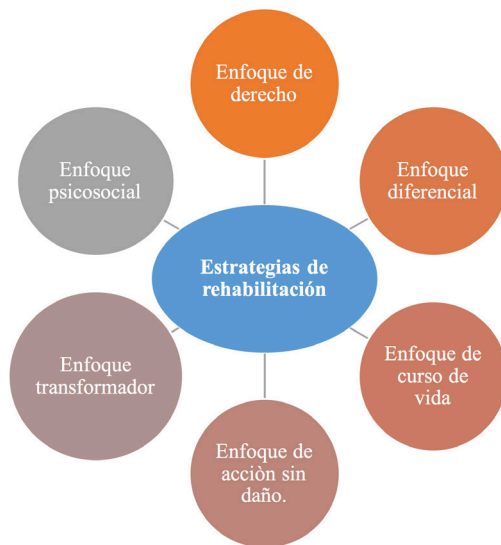 Enfoque de
derecho
Enfoque
diferencial
Enfoque de
curso de
vida
Enfoque de
acciòn sin
daño.
Enfoque
transformador
Enfoque
psicosocial
Estrategias de
rehabilitación